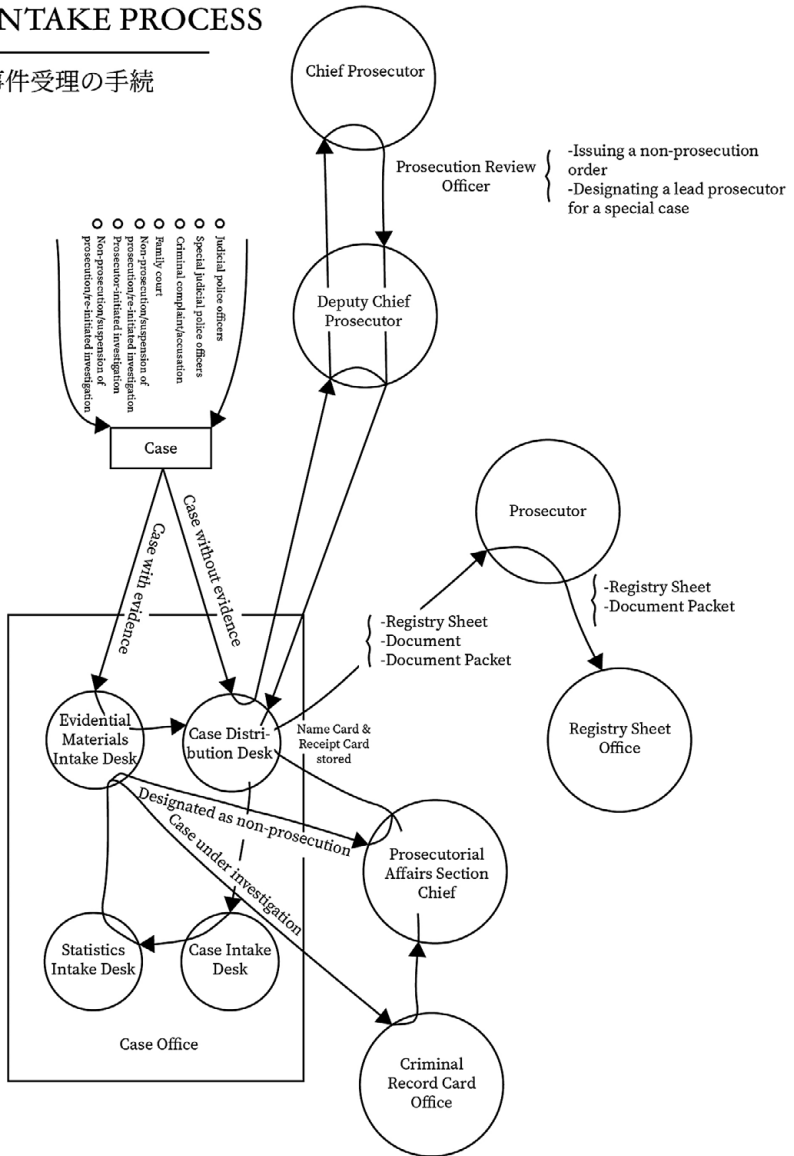 NTAKE PROCESS
事件受理の手続
Chief Prosecutor
Prosecution Review
Officer
-Issuing a non-prosecution
order
-Designating a lead prosecutor
for a special case
Judicial police officers
Special judicial police officers
Criminal complaint/accusation
Family court
Non-prosecution/suspension of
prosecution/re-initiated investigation
Prosecutor-initiated investigation
Non-prosecution/suspension of
prosecution/re-initiated investigation
Deputy Chief
Prosecutor
Case
Case with evidence
Case without evidence
Prosecutor
-Registry Sheet
-Document Packet
-Registry Sheet
-Document
-Document Packet
Evidential
Materials
Intake Desk
Case Distri-
bution Desk
Name Card &
Receipt Card
stored
Registry Sheet
Office
Designated as non-prosecution
Case under investigation
Prosecutorial
Affairs Section
Chief
Statistics
Intake Desk
Case Intake
Desk
Case Office
Criminal
Record Card
Office